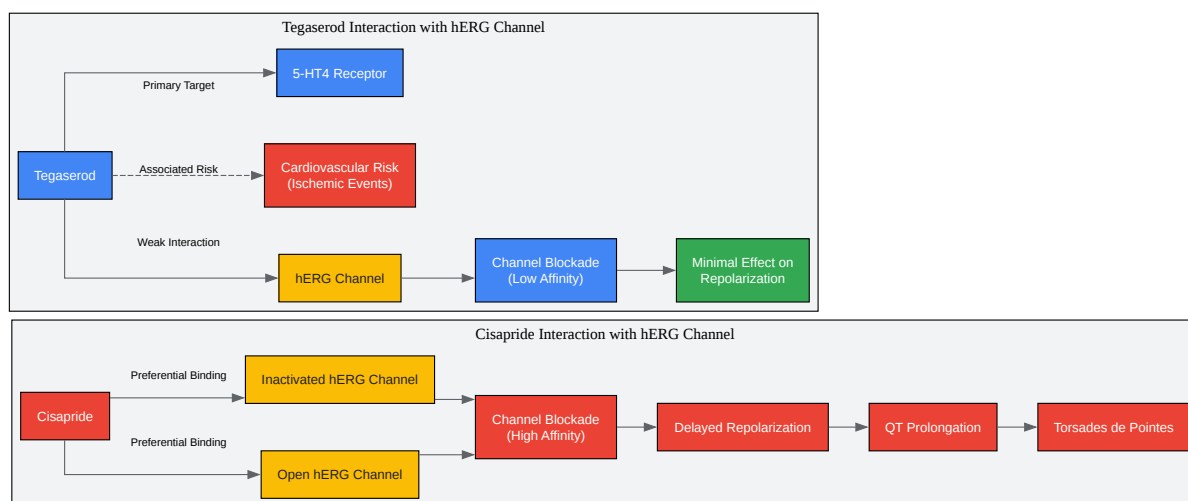 Tegaserod Interaction with hERG Channel
5-HT4 Receptor
Primary Target
Tegaserod
Associated Risk
Cardiovascular Risk
(Ischemic Events)
Weak Interaction
hERG Channel
Channel Blockade
(Low Affinity)
Minimal Effect on
Repolarization
Cisapride Interaction with hERG Channel
Cisapride
Preferential Binding
Inactivated hERG Channel
Preferential Binding
Open hERG Channel
Channel Blockade
(High Affinity)
Delayed Repolarization
QT Prolongation
Torsades de Pointes